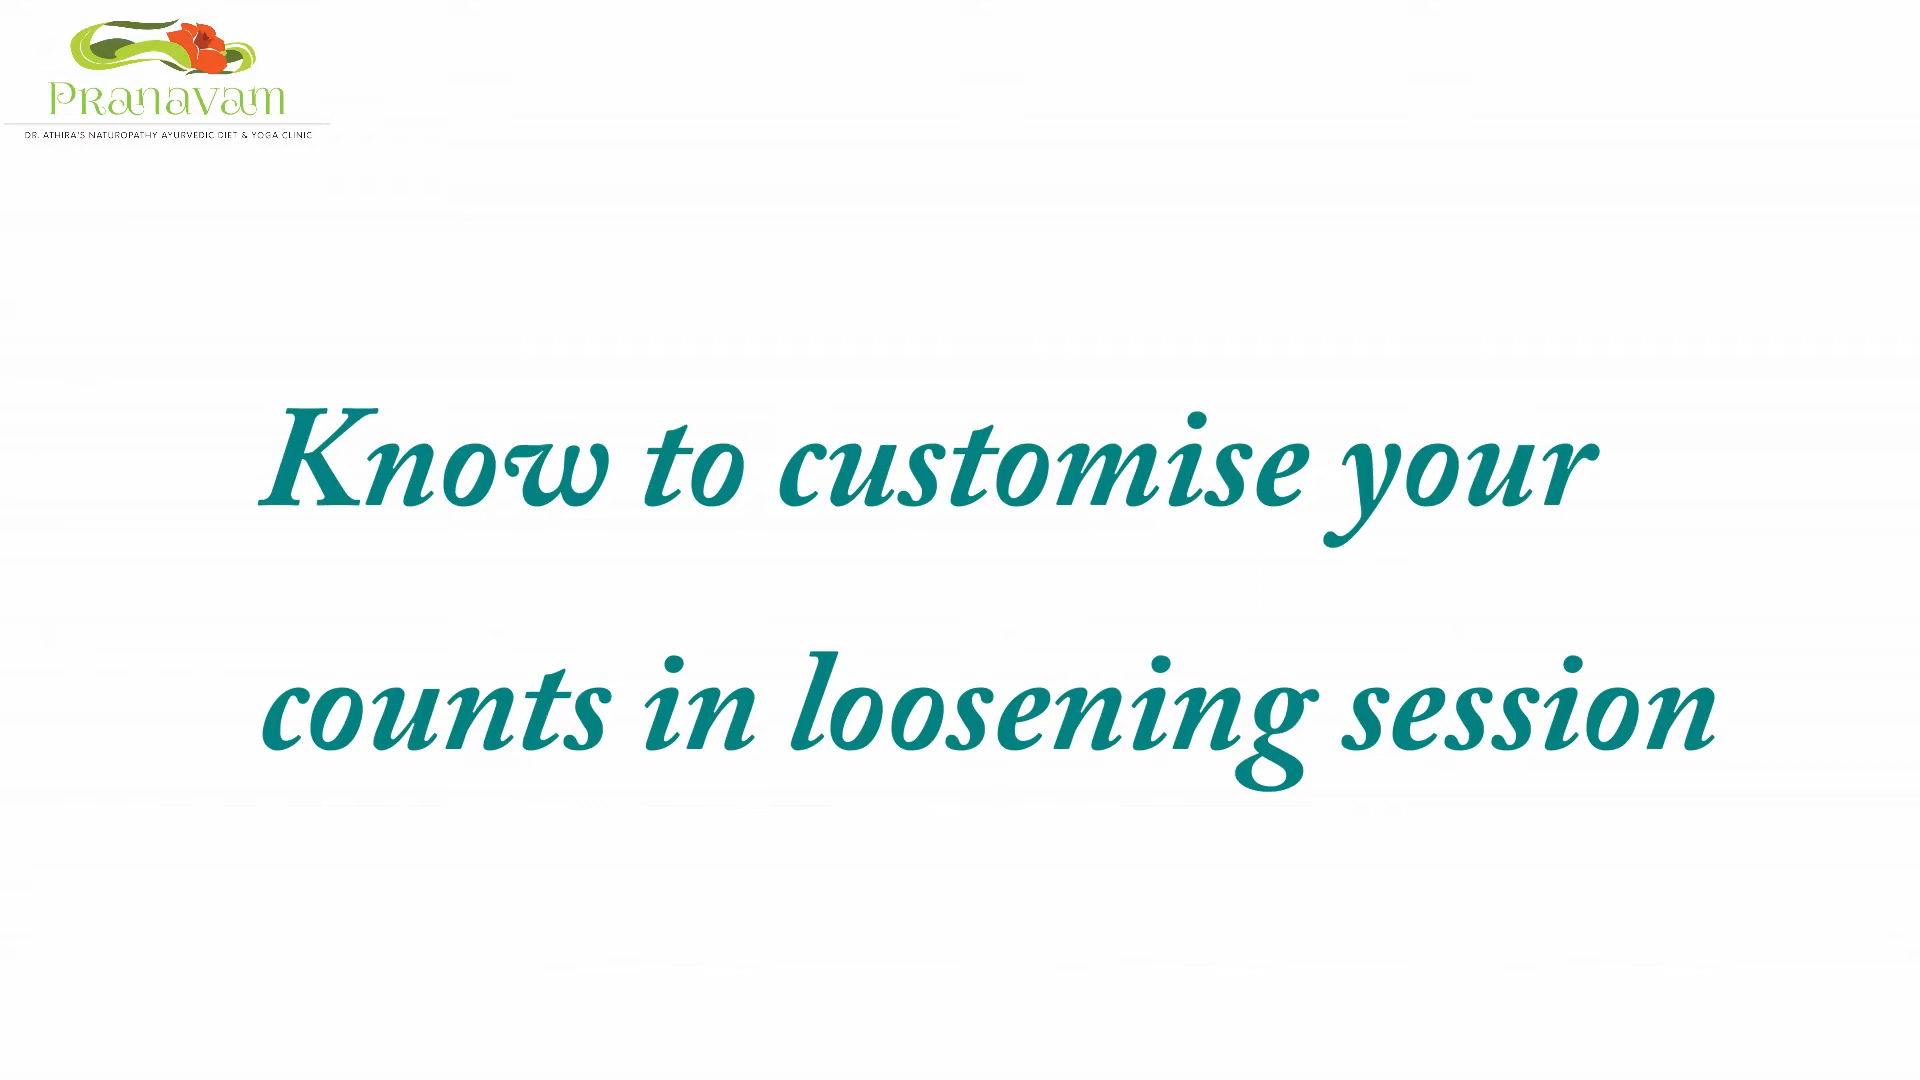 Pranavam
DR. ATHIRA'S NATUROPATHY AYURVEDIC DIET & YOGA CLINIC
Know to customise your
counts in loosening session